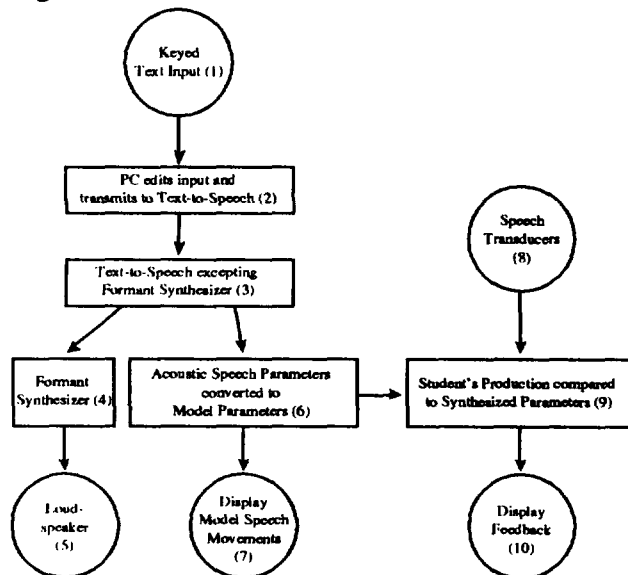 Keyed
Text Input (1)
PC edits input and
transmits to Text-to-Speech (2)
Speech
Transducers
(8)
Text-to-Speech excepting
Formant Synthesizer (3)
Formant
Synthesizer (4)
Acoustic Speech Parameters
converted to
Model Parameters (6)
Student's Production compared
to Synthesized Parameters (9)
Loud-
speaker
(5)
Display
Model Speech
Movements
(7)
Display
Feedback
(10)